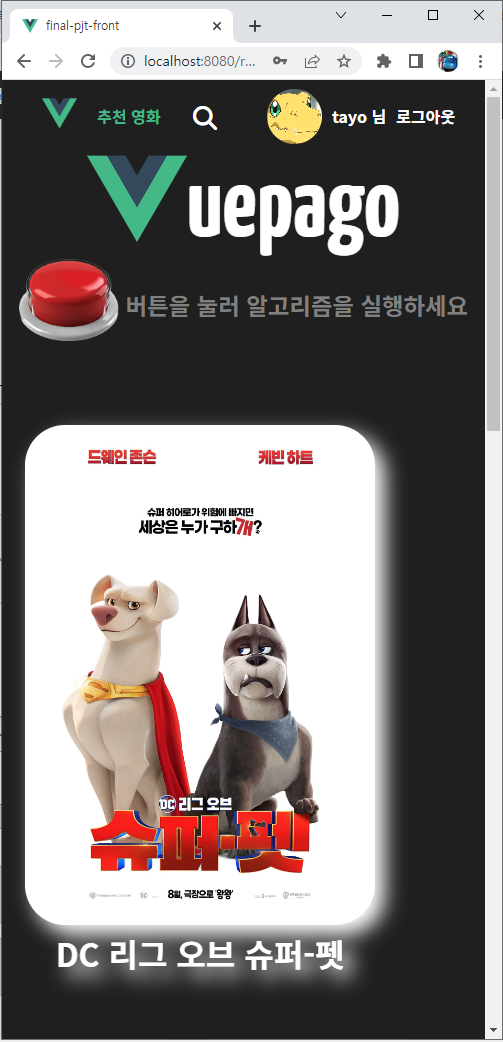 final-pjt-front
localhost:8080/r...
추천 영화
tayo 님 로그아웃
uepago
버튼을 눌러 알고리즘을 실행하세요
드웨인 존슨 케빈 하트
슈퍼 히어로가 위험에 빠지면
세상은 누가 구하개?
DC 리그 오브
슈퍼-펫
8월, 극장으로 '왕왕'
DC 리그 오브 슈퍼-펫